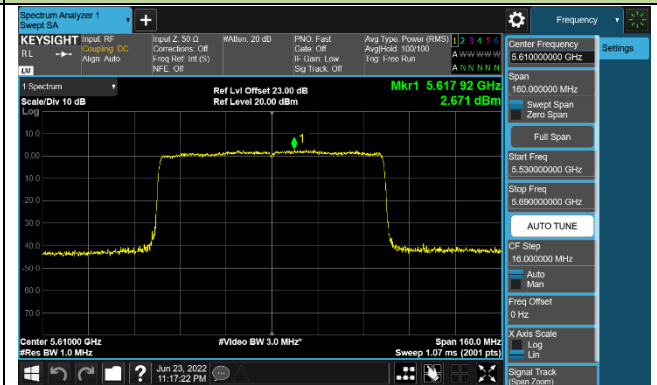 Spectrum Analyzer 1
Swept SA
+
Frequency
KEYSIGHT
RL
LXI
Input: RF
Coupling: DC
Align: Auto
Input Z: 50 Ω
Corrections: Off
Freq Ref: Int (S)
NFE: Off
#Atten: 20 dB
PNO: Fast
Gate: Off
IF Gain: Low
Sig Track: Off
Avg Type: Power (RMS)
Avg|Hold: 100/100
Trig: Free Run
1 2 3 4 5 6
A W W W W W
A N N N N N
Center Frequency
5.610000000 GHz
Settings
Span
160.000000 MHz
Swept Span
Zero Span
Full Span
Start Freq
5.530000000 GHz
Stop Freq
5.690000000 GHz
AUTO TUNE
CF Step
16.000000 MHz
Auto
Man
Freq Offset
0 Hz
X Axis Scale
Log
Lin
Signal Track
(Span Zoom)
1 Spectrum
Scale/Div 10 dB
Log
Ref Lvl Offset 23.00 dB
Ref Level 20.00 dBm
Mkr1 5.617 92 GHz
2.671 dBm
1
10.0
0.00
-10.0
-20.0
-30.0
-40.0
-50.0
-60.0
-70.0
Center 5.61000 GHz
#Res BW 1.0 MHz
#Video BW 3.0 MHz*
Span 160.0 MHz
Sweep 1.07 ms (2001 pts)
?
Jun 23, 2022
11:17:22 PM